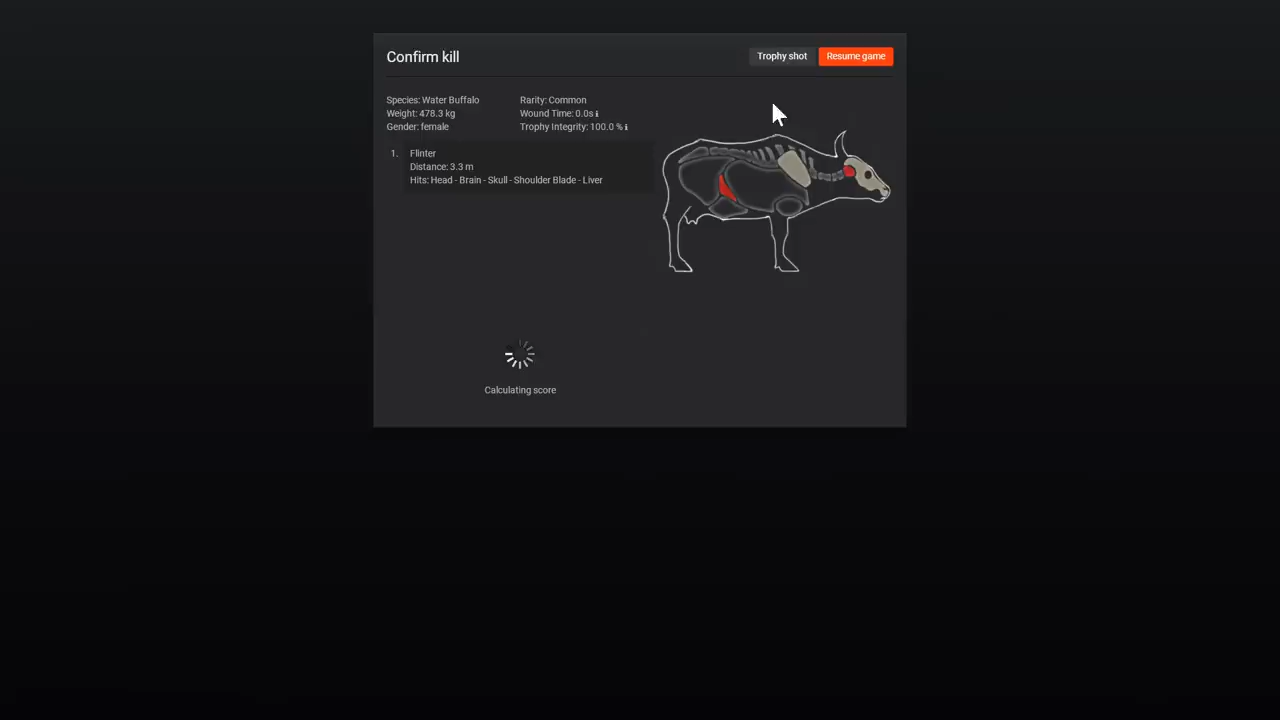 Confirm kill
Trophy shot
Resume game
Species: Water Buffalo
Weight: 478.3 kg
Gender: female
Rarity: Common
Wound Time: 0.0s i
Trophy Integrity: 100.0 % i
1. Flinter
Distance: 3.3 m
Hits: Head - Brain - Skull - Shoulder Blade - Liver
Calculating score